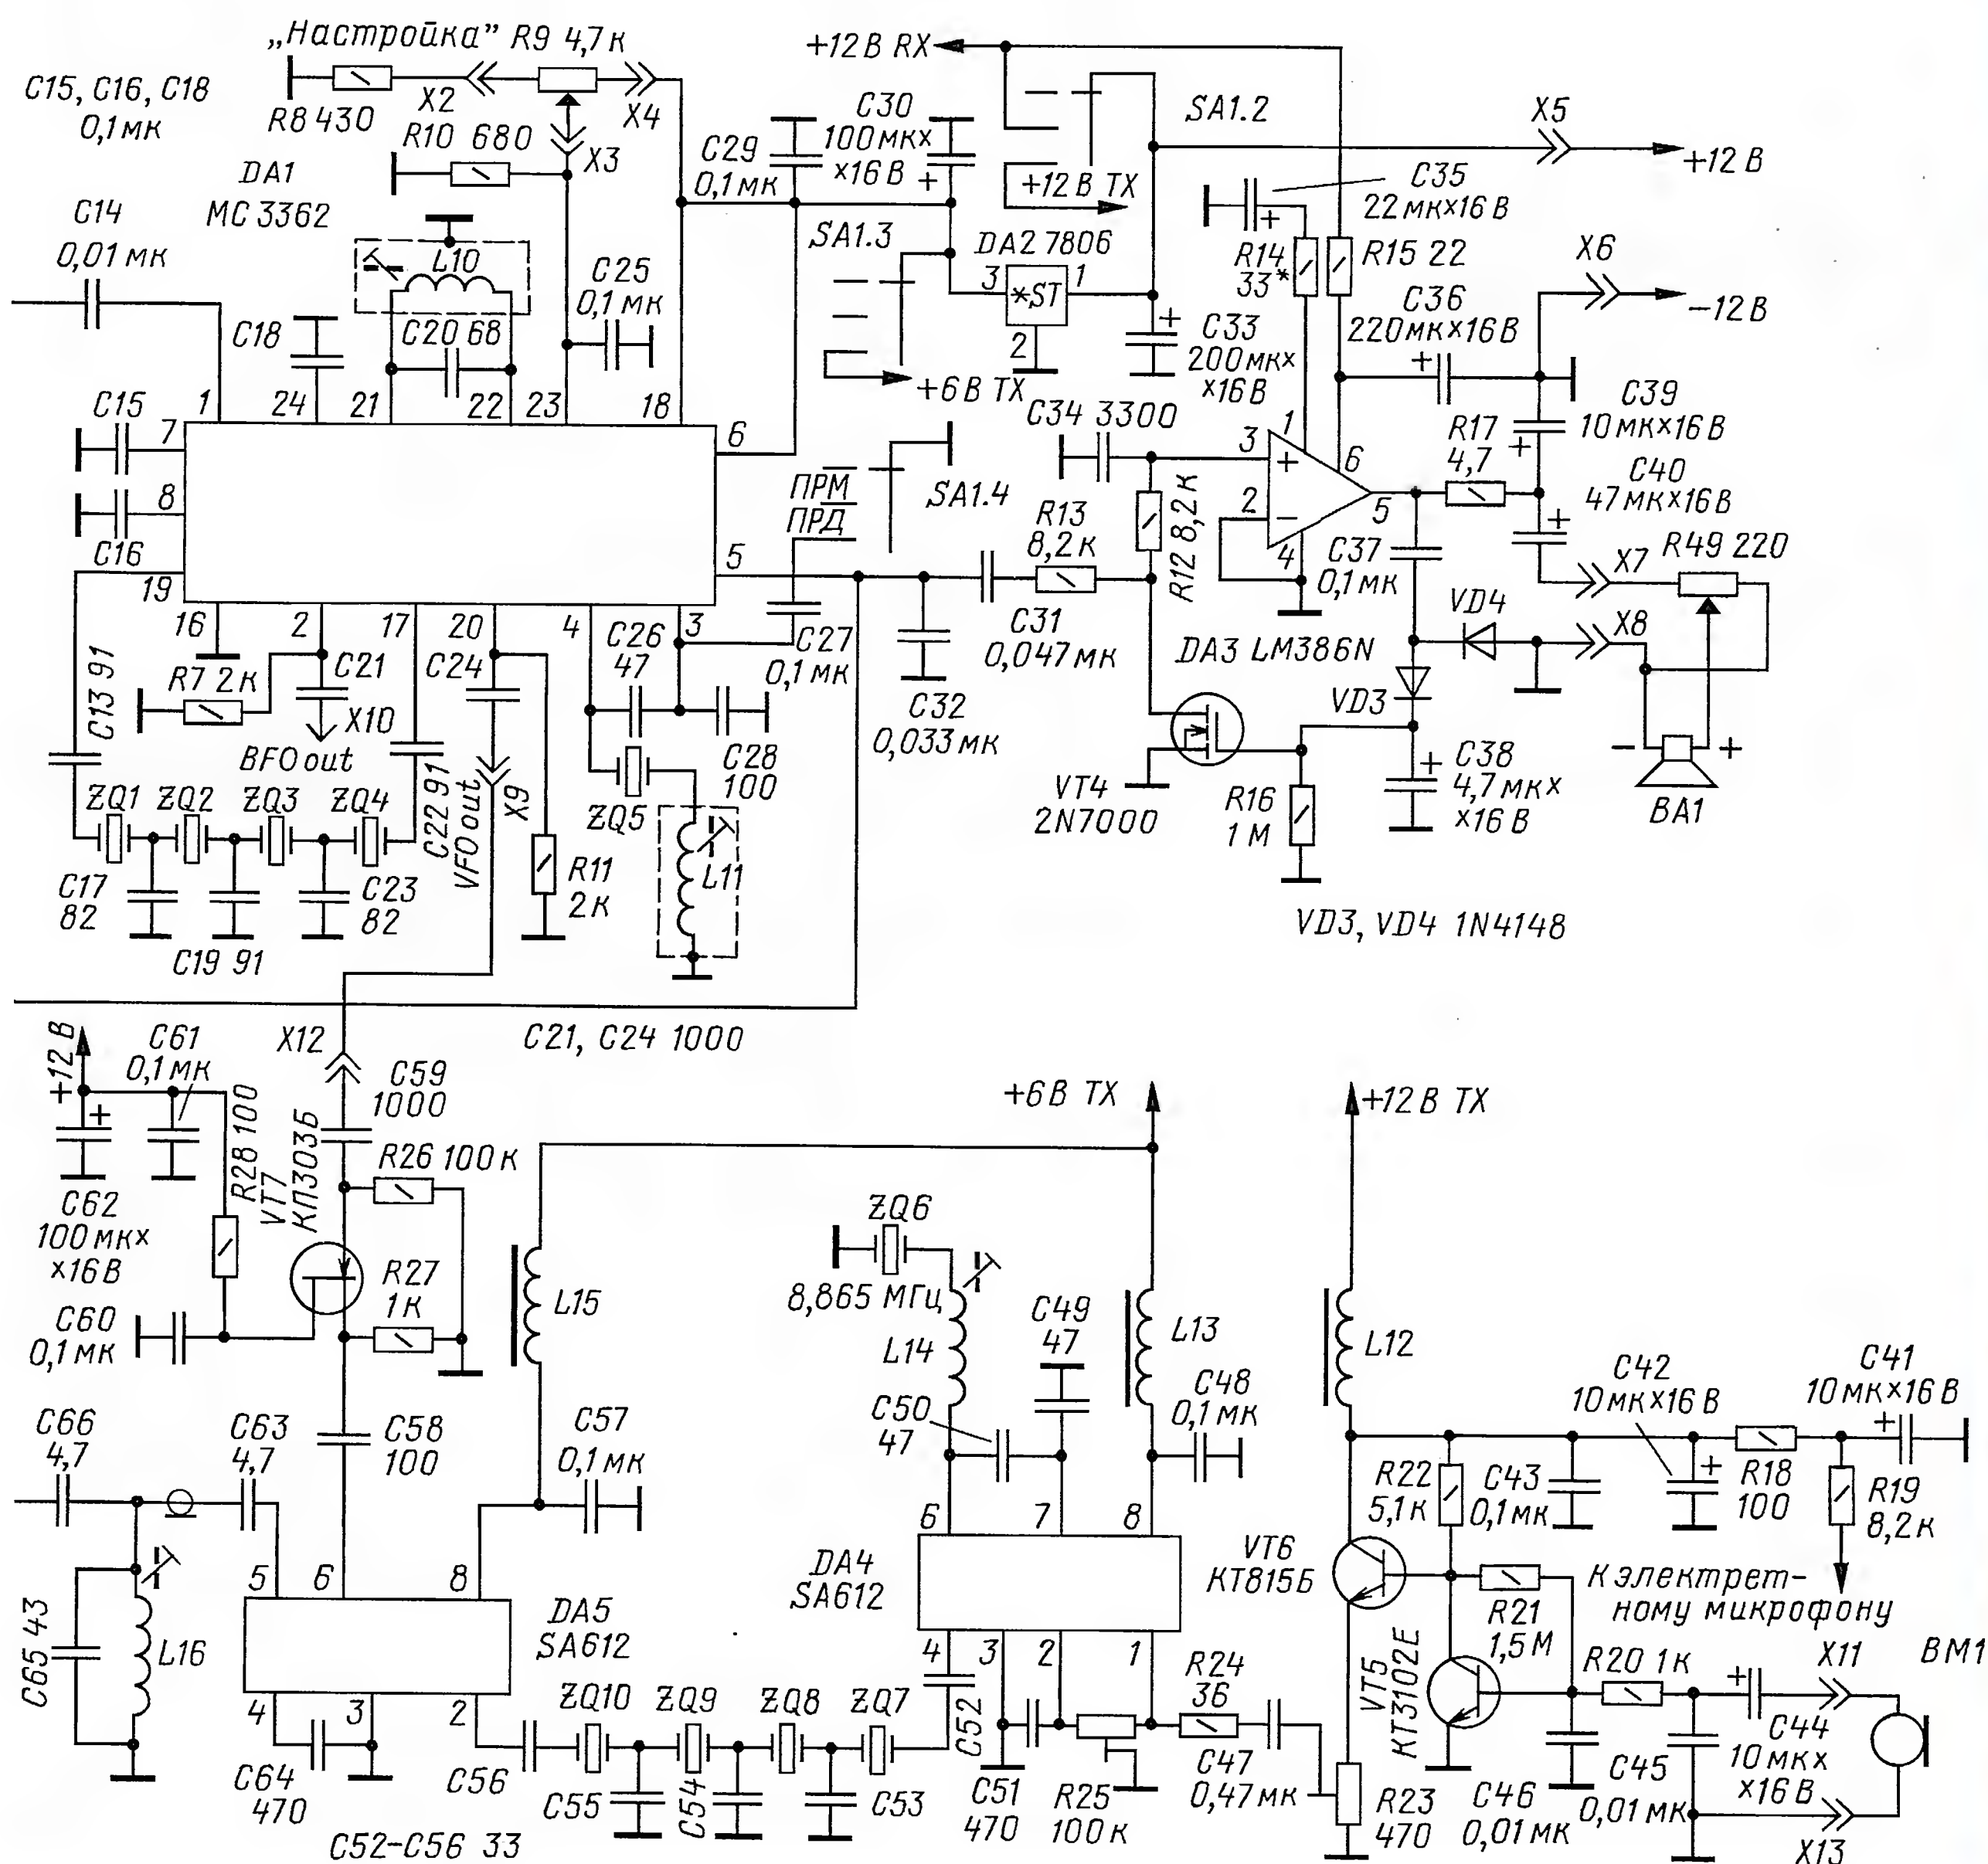 „Настройка” R9 4,7 к
+12 В RX
C15, C16, C18
0,1 мк
X2
X4
R8 430
R10 680
X3
C30
100 мк×
×16 В
+
SA1.2
X5
+12 В
C29
0,1 мк
DA1
MC 3362
C14
0,01 мк
+12 В TX
C35
22 мк×16 В
+
SA1.3
DA2 7806
3
*ST
1
2
R14
33*
R15 22
X6
−12 В
L10
C25
0,1 мк
C18
C20 68
C36
220 мк×16 В
+
+
C33
200 мк×
×16 В
+6 В TX
1
24
21
22
23
18
C15
7
8
C16
19
6
5
C34 3300
ПРМ
ПРД
SA1.4
R13
8,2 к
R12 8,2 к
3
+
2
−
1
6
5
4
R17
4,7
C39
10 мк×16 В
+
C40
47 мк×16 В
+
C37
0,1 мк
X7
R49 220
16
2
17
20
4
3
C26
47
C27
0,1 мк
C31
0,047 мк
DA3 LM386N
VD4
X8
R7 2 к
C21
C24
X10
BFO out
C13 91
C22 91
VFO out
X9
C28
100
C32
0,033 мк
VD3
+
C38
4,7 мк×
×16 В
−
+
BA1
ZQ1
ZQ2
ZQ3
ZQ4
ZQ5
VT4
2N7000
R16
1 М
C17
82
C23
82
R11
2 к
L11
C19 91
VD3, VD4 1N4148
C21, C24 1000
+12 В
+
C61
0,1 мк
X12
C59
1000
R28 100
VT7
КП303Б
R26 100 к
+6 В TX
+12 В TX
C62
100 мк×
×16 В
R27
1 к
L15
ZQ6
8,865 МГц
C49
47
L13
L14
L12
C60
0,1 мк
C48
0,1 мк
C42
10 мк×16 В
+
C41
10 мк×16 В
+
C66
4,7
C63
4,7
C58
100
C57
0,1 мк
C50
47
R22
5,1 к
C43
0,1 мк
R18
100
R19
8,2 к
6
7
8
5
6
8
DA4
SA612
VT6
КТ815Б
К электрет-
ному микрофону
C65 43
L16
DA5
SA612
R21
1,5 М
VT5
КТ3102Е
R20 1 к
+
X11
BM1
4
3
2
4
3
2
1
R24
36
C52
ZQ10
ZQ9
ZQ8
ZQ7
C64
470
C56
C55
C54
C53
C51
470
R25
100 к
C47
0,47 мк
R23
470
C46
0,01 мк
C45
0,01 мк
C44
10 мк×
×16 В
X13
C52−C56 33